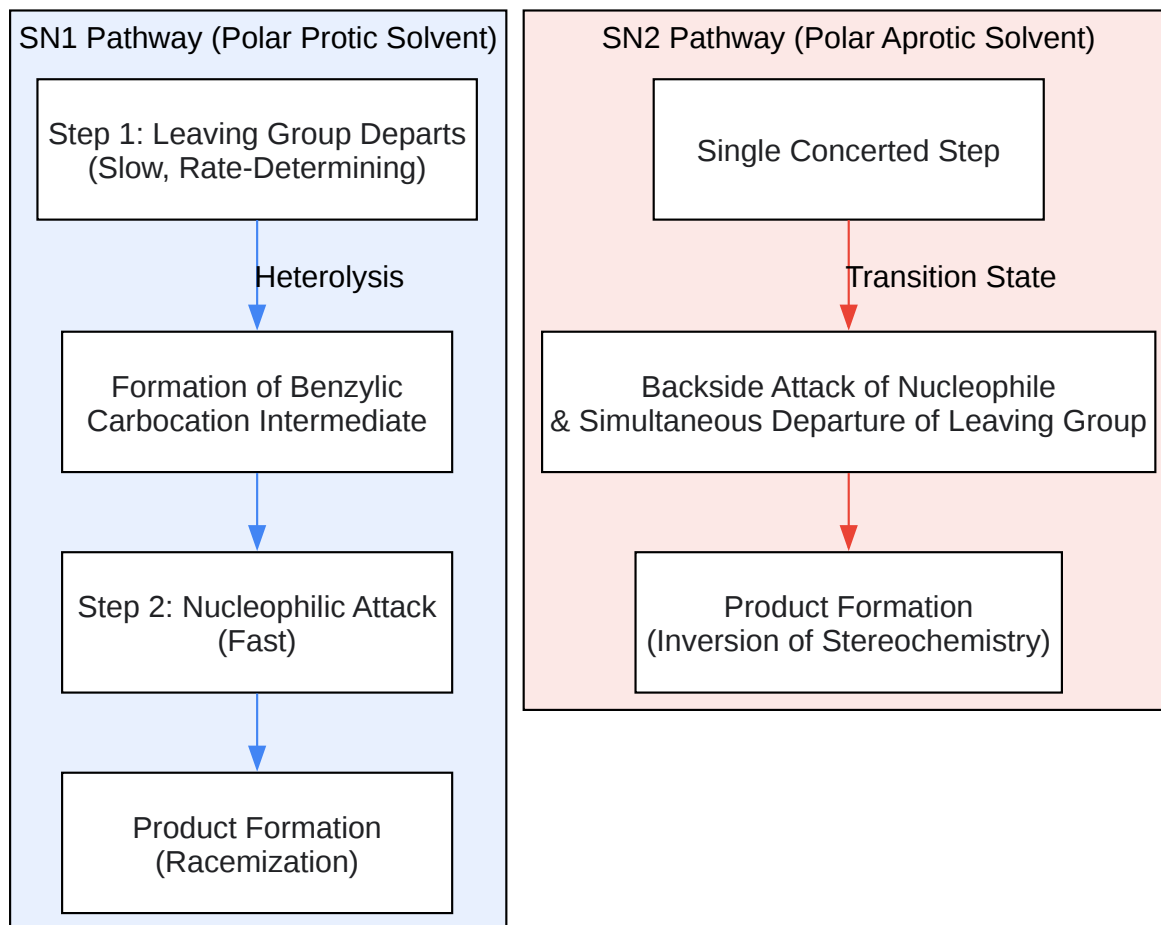 SN1 Pathway (Polar Protic Solvent)
Step 1: Leaving Group Departs
(Slow, Rate-Determining)
Heterolysis
Formation of Benzylic
Carbocation Intermediate
Step 2: Nucleophilic Attack
(Fast)
Product Formation
(Racemization)
SN2 Pathway (Polar Aprotic Solvent)
Single Concerted Step
Transition State
Backside Attack of Nucleophile
& Simultaneous Departure of Leaving Group
Product Formation
(Inversion of Stereochemistry)